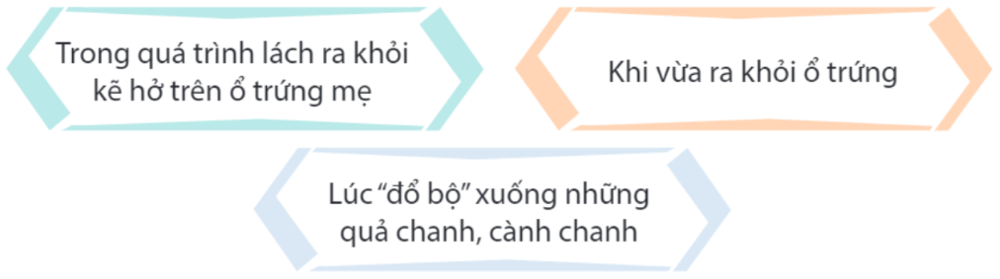 Trong quá trình lách ra khỏi
kẽ hở trên ổ trứng mẹ
Khi vừa ra khỏi ổ trứng
Lúc “đổ bộ” xuống những
quả chanh, cành chanh